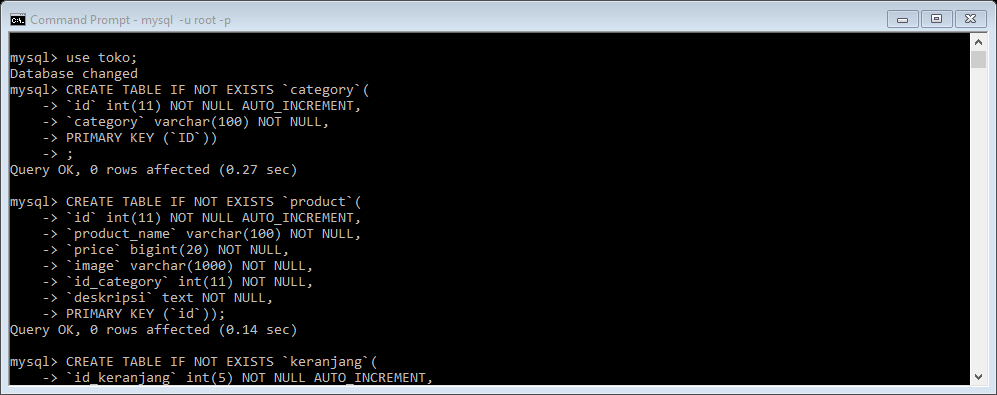 Command Prompt - mysql  -u root -p
mysql> use toko;
Database changed
mysql> CREATE TABLE IF NOT EXISTS `category`(
    -> `id` int(11) NOT NULL AUTO_INCREMENT,
    -> `category` varchar(100) NOT NULL,
    -> PRIMARY KEY (`ID`))
    -> ;
Query OK, 0 rows affected (0.27 sec)
mysql> CREATE TABLE IF NOT EXISTS `product`(
    -> `id` int(11) NOT NULL AUTO_INCREMENT,
    -> `product_name` varchar(100) NOT NULL,
    -> `price` bigint(20) NOT NULL,
    -> `image` varchar(1000) NOT NULL,
    -> `id_category` int(11) NOT NULL,
    -> `deskripsi` text NOT NULL,
    -> PRIMARY KEY (`id`));
Query OK, 0 rows affected (0.14 sec)
mysql> CREATE TABLE IF NOT EXISTS `keranjang`(
    -> `id_keranjang` int(5) NOT NULL AUTO_INCREMENT,